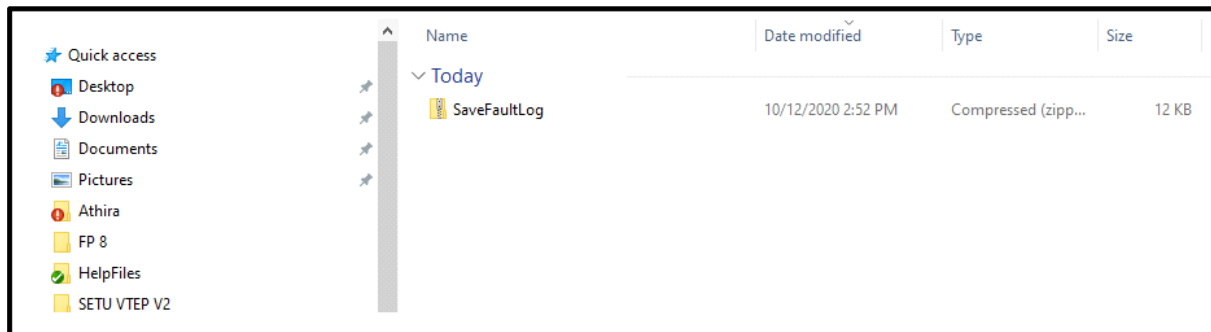 Quick access
Desktop
Downloads
Documents
Pictures
Athira
FP 8
HelpFiles
SETU VTEP V2
Name Date modified Type Size
Today
SaveFaultLog 10/12/2020 2:52 PM Compressed (zipp... 12 KB